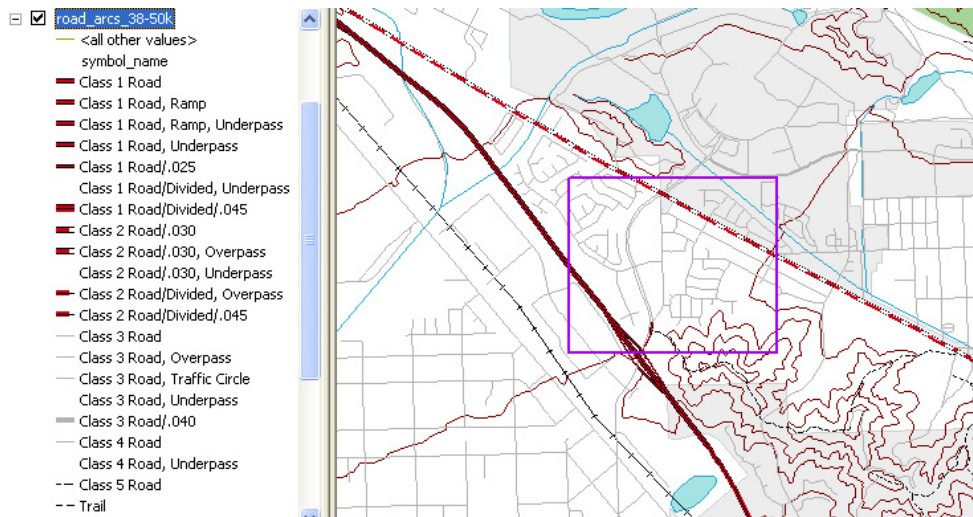 road_arcs_38-50k
<all other values>
symbol_name
Class 1 Road
Class 1 Road, Ramp
Class 1 Road, Ramp, Underpass
Class 1 Road, Underpass
Class 1 Road/.025
Class 1 Road/Divided, Underpass
Class 1 Road/Divided/.045
Class 2 Road/.030
Class 2 Road/.030, Overpass
Class 2 Road/.030, Underpass
Class 2 Road/Divided, Overpass
Class 2 Road/Divided/.045
Class 3 Road
Class 3 Road, Overpass
Class 3 Road, Traffic Circle
Class 3 Road, Underpass
Class 3 Road/.040
Class 4 Road
Class 4 Road, Underpass
Class 5 Road
Trail